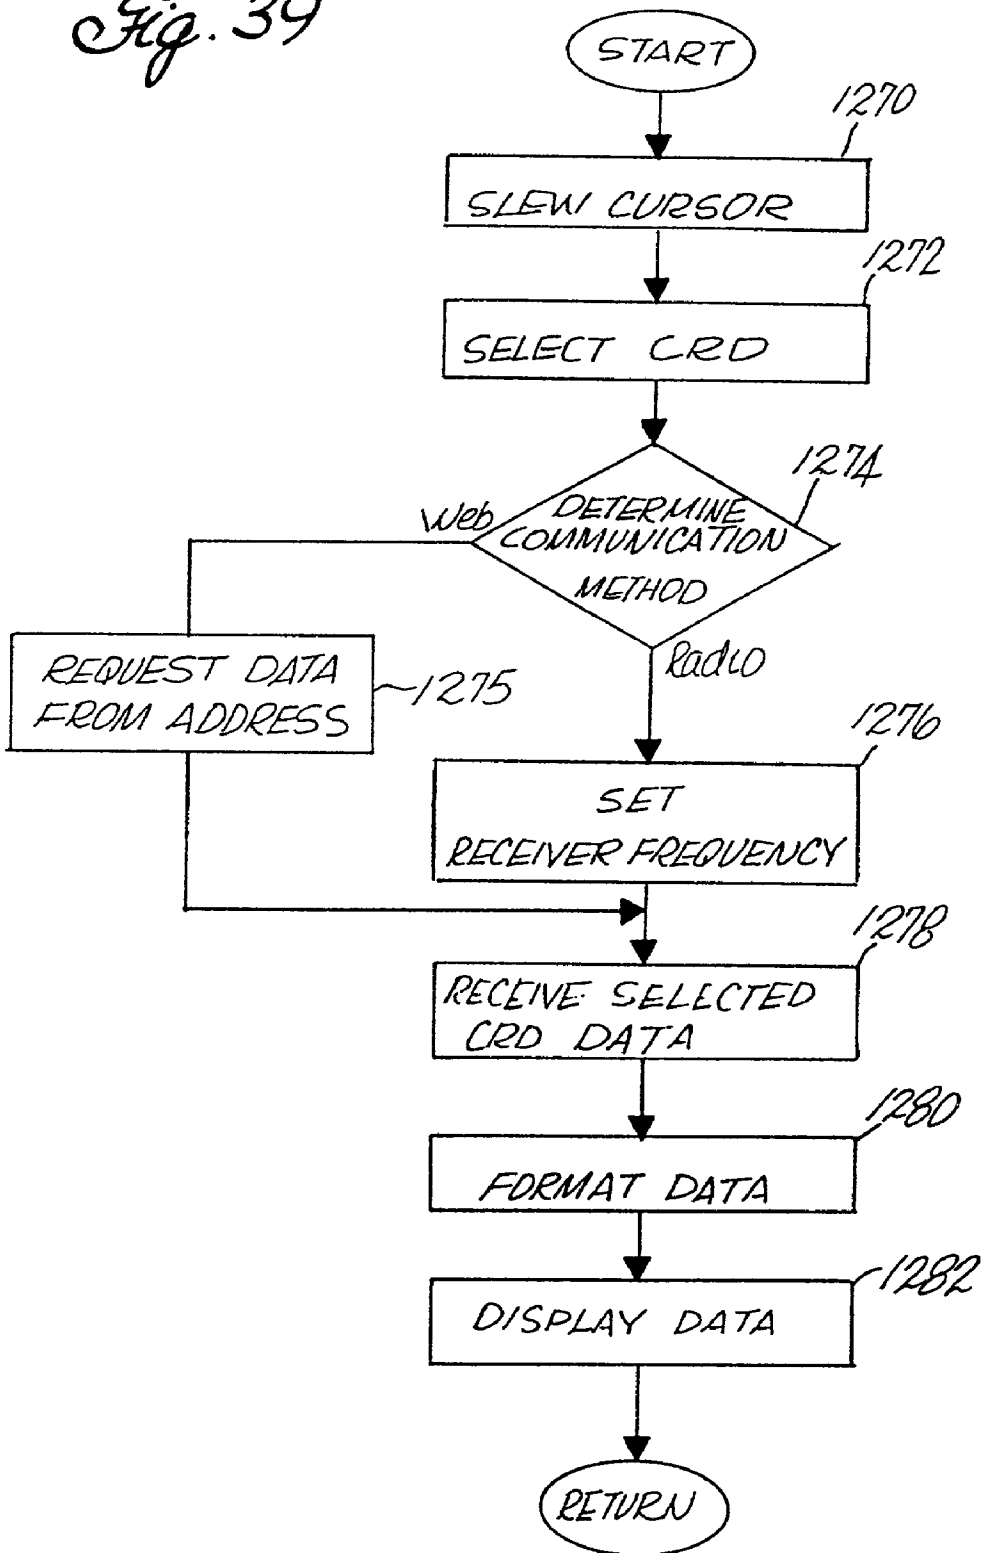 Fig. 39
START
1270
SLEW CURSOR
1272
SELECT CRD
1274
Web
DETERMINE
COMMUNICATION
METHOD
Radio
REQUEST DATA
FROM ADDRESS
1275
1276
SET
RECEIVER FREQUENCY
1278
RECEIVE SELECTED
CRD DATA
1280
FORMAT DATA
1282
DISPLAY DATA
RETURN